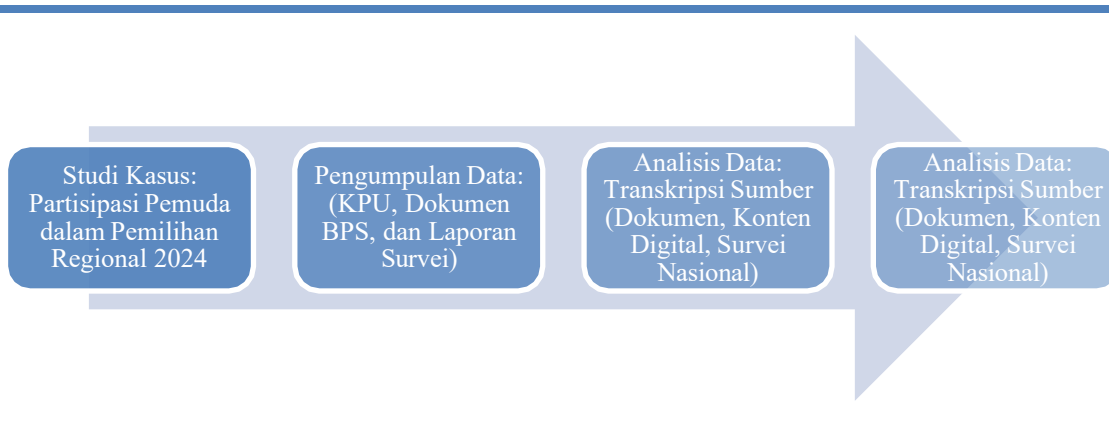 Studi Kasus:
Partisipasi Pemuda
dalam Pemilihan
Regional 2024
Pengumpulan Data:
(KPU, Dokumen
BPS, dan Laporan
Survei)
Analisis Data:
Transkripsi Sumber
(Dokumen, Konten
Digital, Survei
Nasional)
Analisis Data:
Transkripsi Sumber
(Dokumen, Konten
Digital, Survei
Nasional)